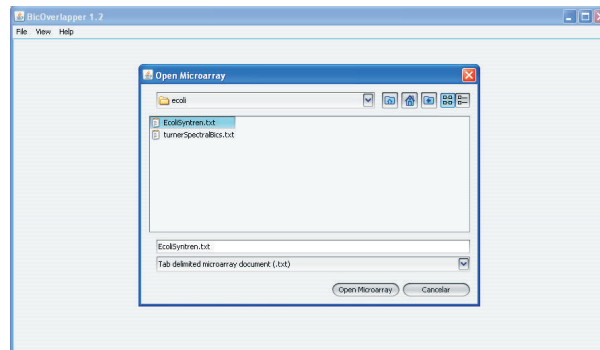 BicOverlapper 1.2
File View Help
Open Microarray
ecoli
EcoliSyntren.txt
turnerSpectralBics.txt
EcoliSyntren.txt
Tab delimited microarray document (.txt)
Open Microarray Cancelar